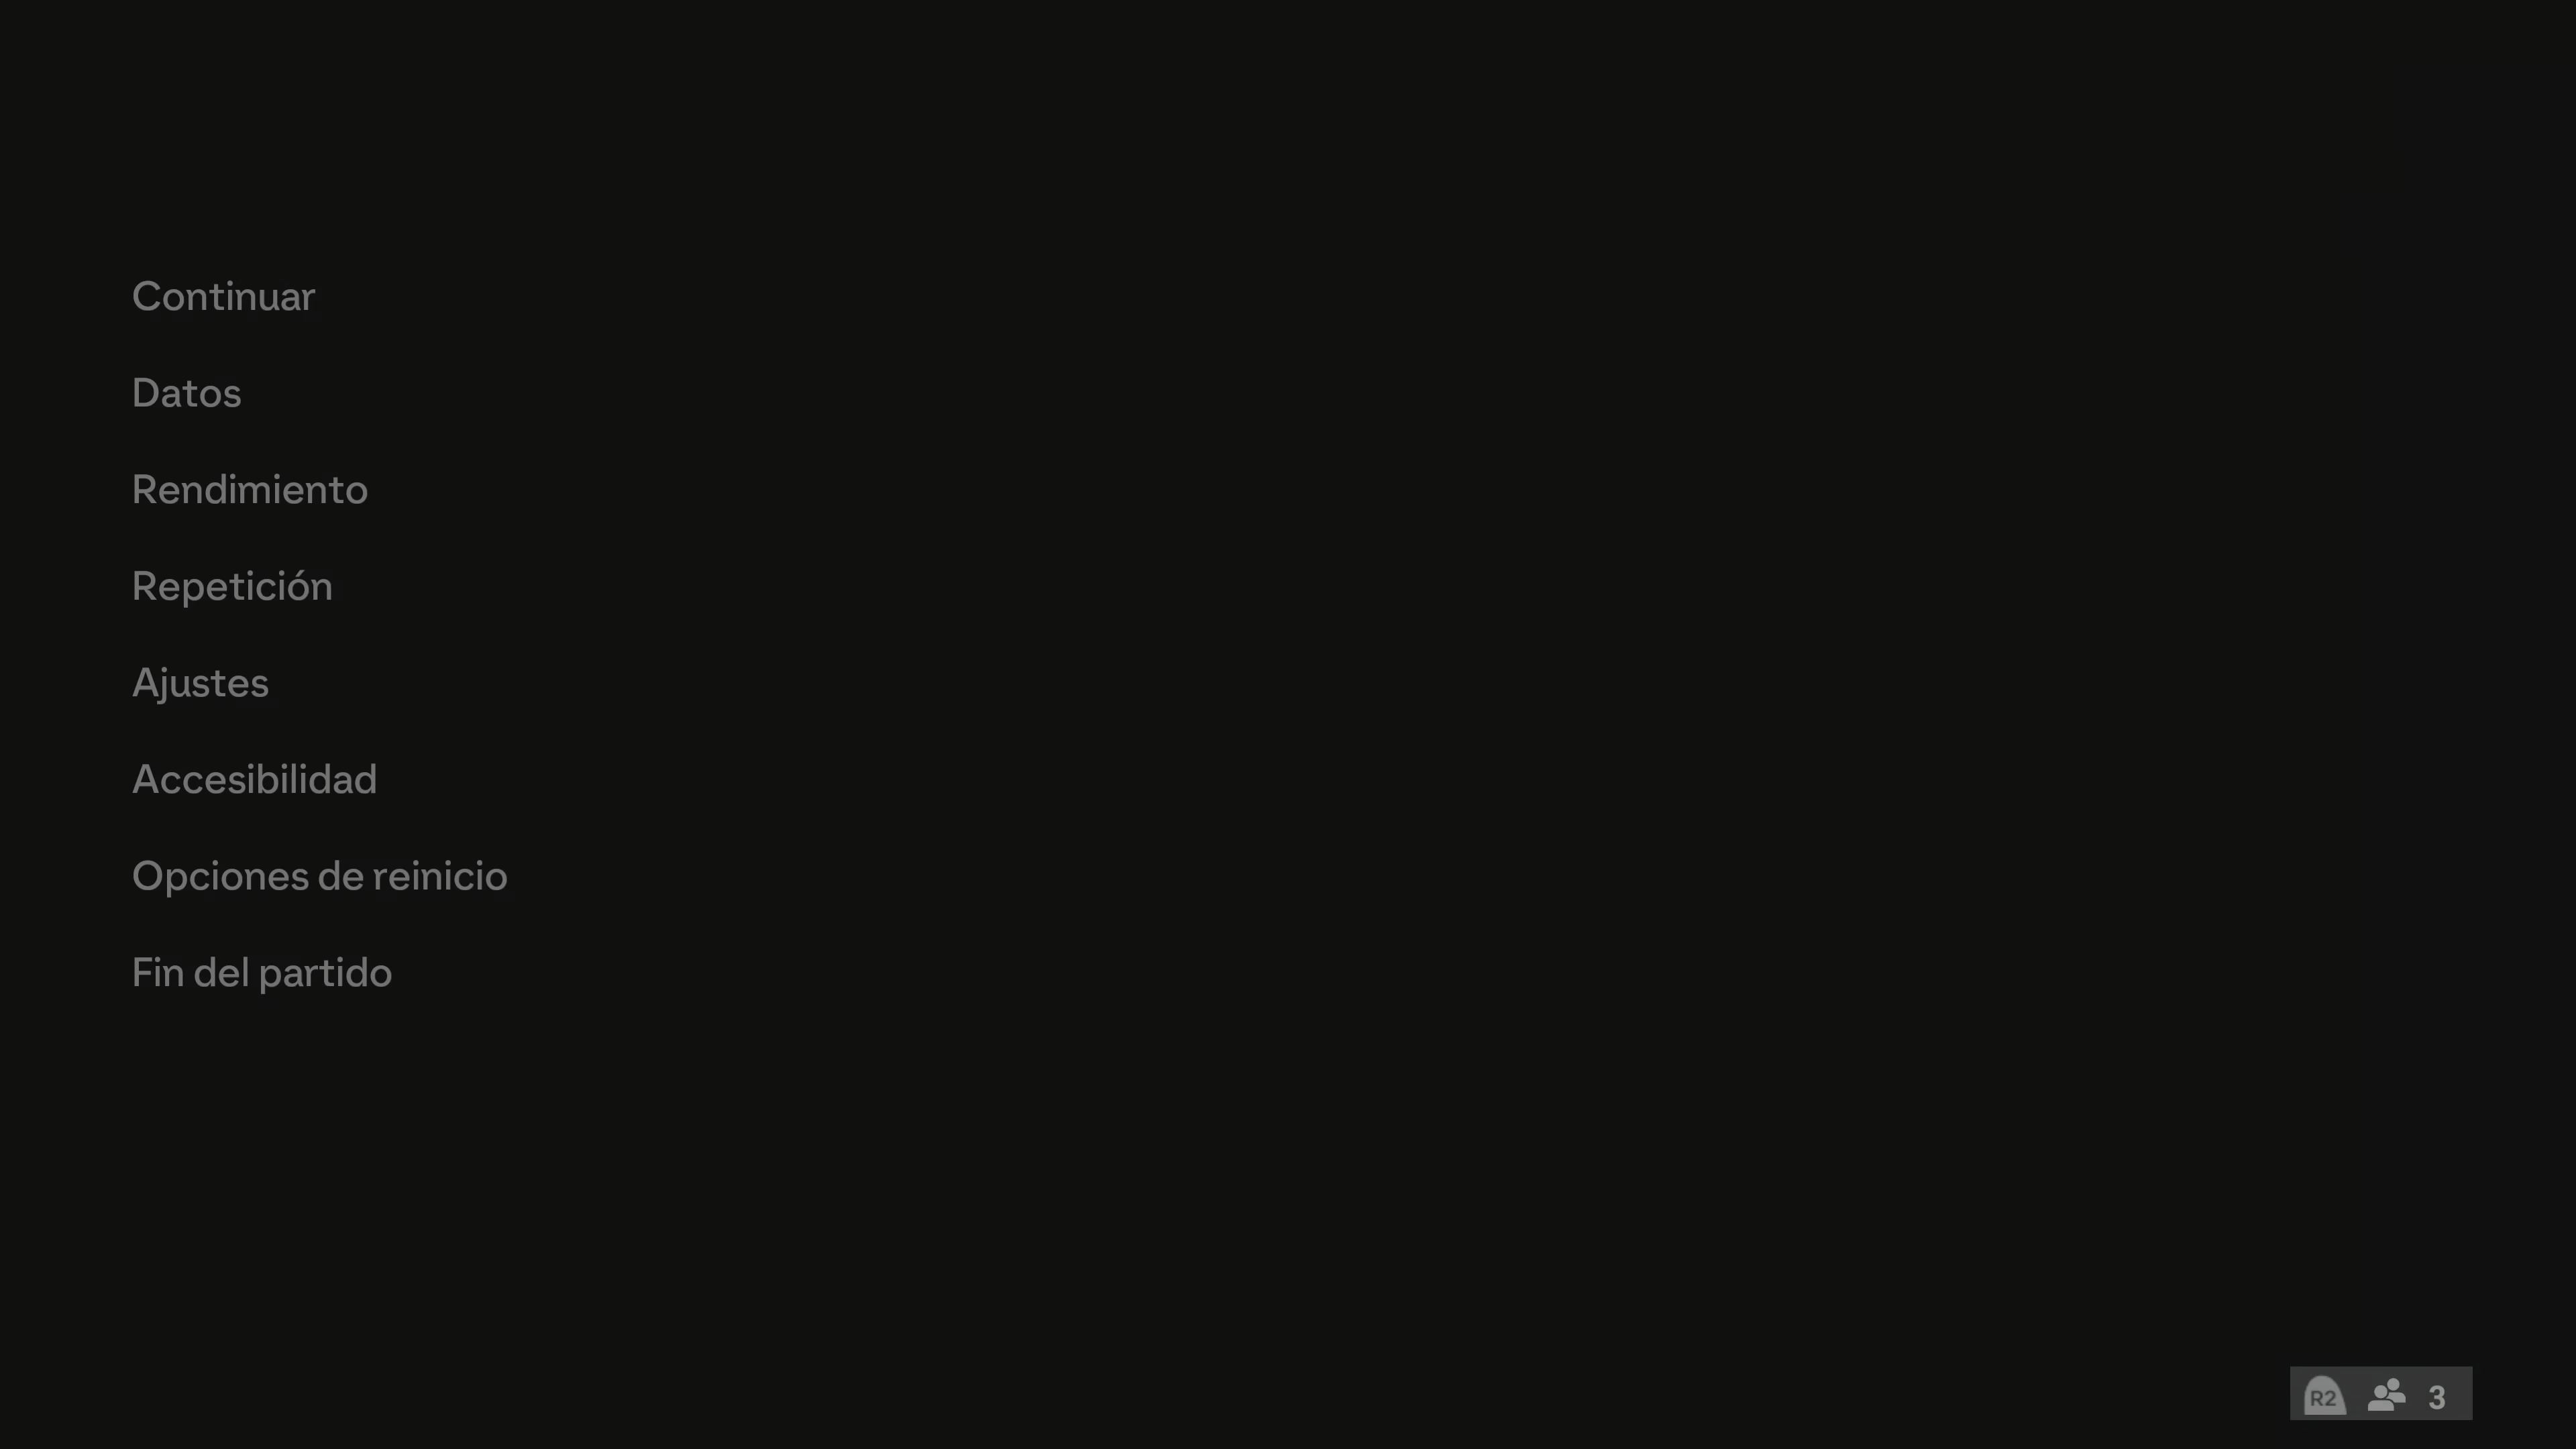 Continuar
Datos
Rendimiento
Repetición
Ajustes
Accesibilidad
Opciones de reinicio
Fin del partido
R2 3